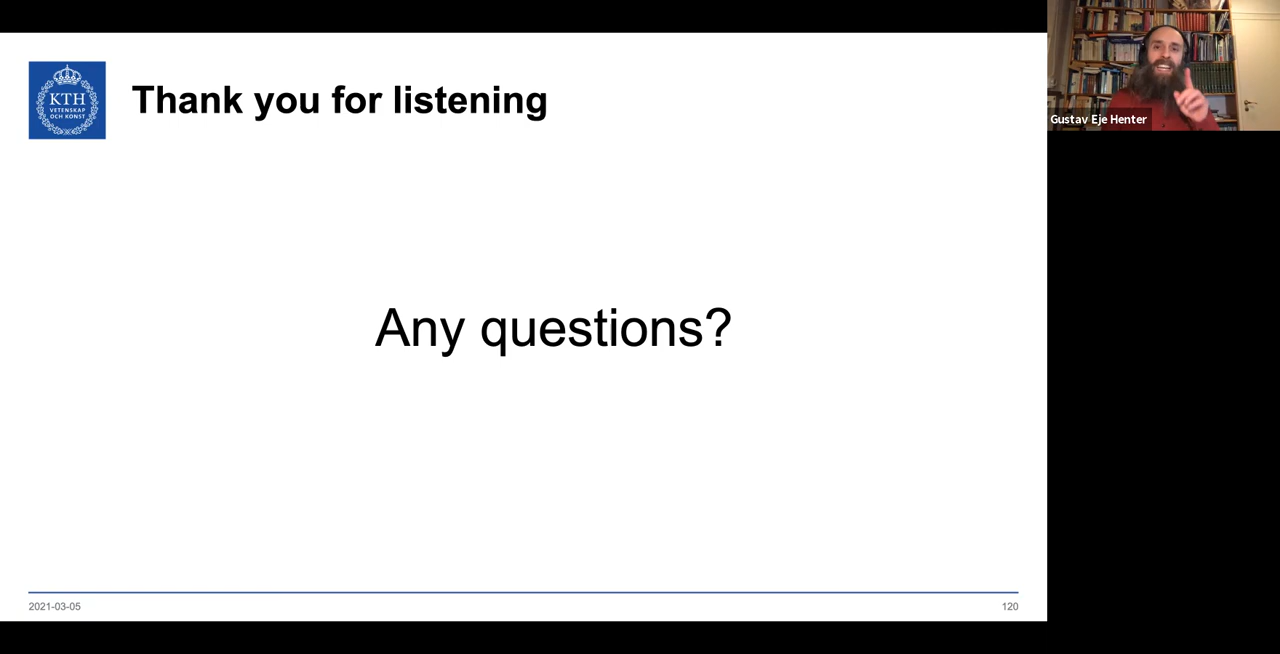 KTH
VETENSKAP
OCH KONST
Thank you for listening
Any questions?
2021-03-05
120
Gustav Eje Henter